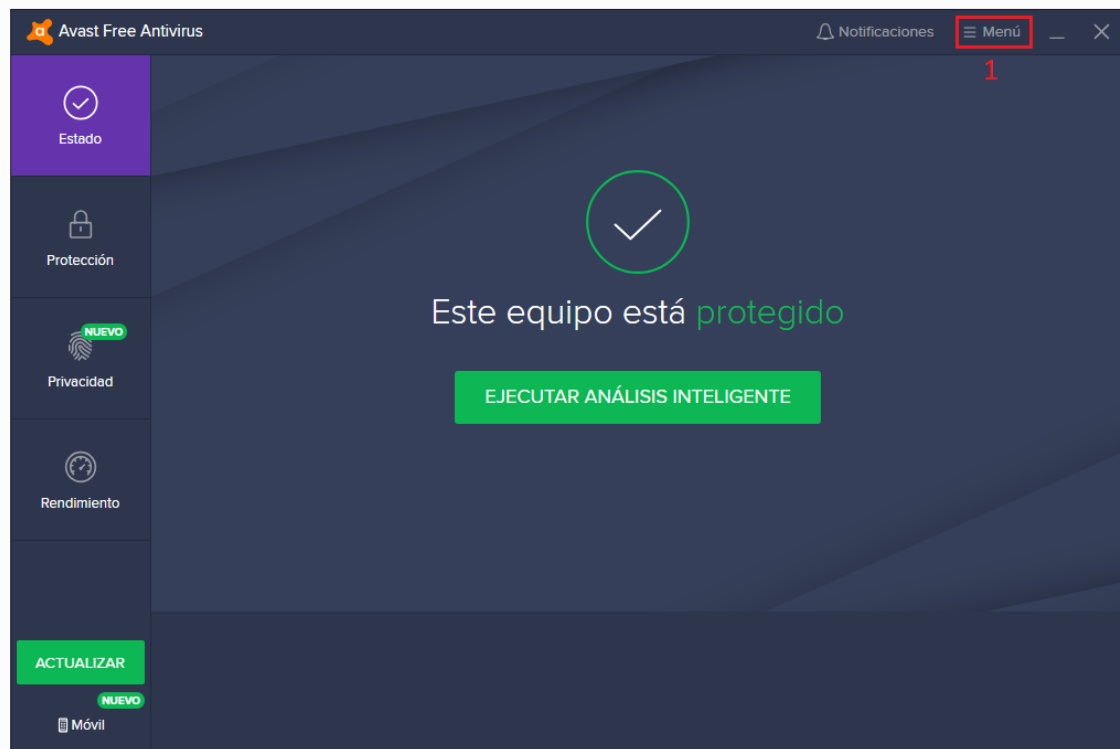 Avast Free Antivirus
Notificaciones
Menú
1
Estado
Protección
NUEVO
Privacidad
Rendimiento
Este equipo está protegido
EJECUTAR ANÁLISIS INTELIGENTE
ACTUALIZAR
NUEVO
Móvil